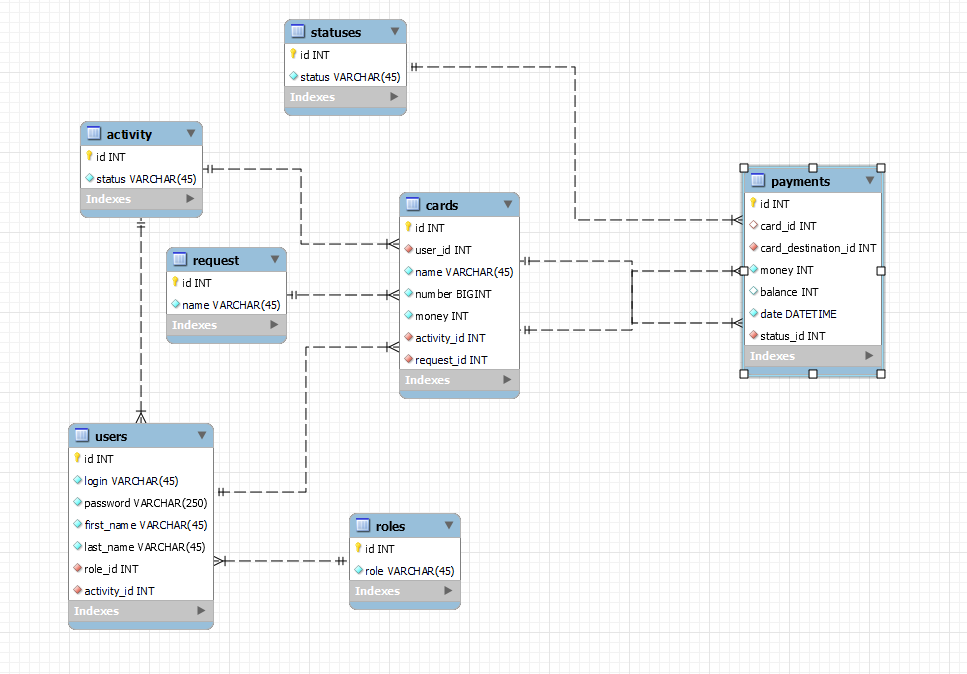 statuses
id INT
status VARCHAR(45)
Indexes
activity
id INT
status VARCHAR(45)
Indexes
request
id INT
name VARCHAR(45)
Indexes
cards
id INT
user_id INT
name VARCHAR(45)
number BIGINT
money INT
activity_id INT
request_id INT
Indexes
payments
id INT
card_id INT
card_destination_id INT
money INT
balance INT
date DATETIME
status_id INT
Indexes
users
id INT
login VARCHAR(45)
password VARCHAR(250)
first_name VARCHAR(45)
last_name VARCHAR(45)
role_id INT
activity_id INT
Indexes
roles
id INT
role VARCHAR(45)
Indexes